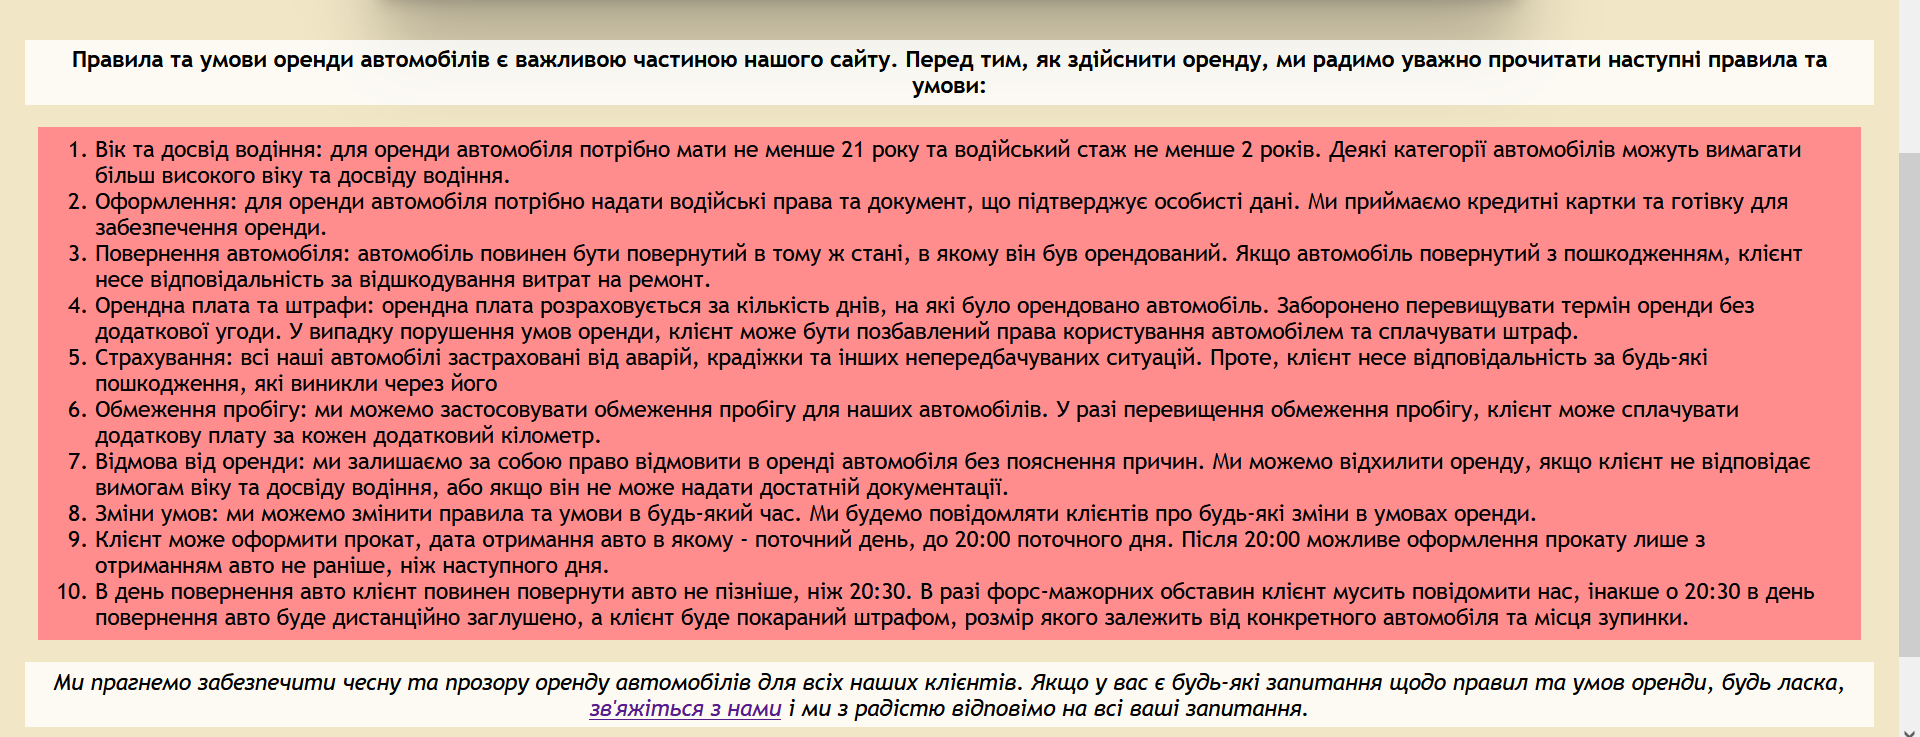 Правила та умови оренди автомобілів є важливою частиною нашого сайту. Перед тим, як здійснити оренду, ми радимо уважно прочитати наступні правила та
умови:
1. Вік та досвід водіння: для оренди автомобіля потрібно мати не менше 21 року та водійський стаж не менше 2 років. Деякі категорії автомобілів можуть вимагати
більш високого віку та досвіду водіння.
2. Оформлення: для оренди автомобіля потрібно надати водійські права та документ, що підтверджує особисті дані. Ми приймаємо кредитні картки та готівку для
забезпечення оренди.
3. Повернення автомобіля: автомобіль повинен бути повернутий в тому ж стані, в якому він був орендований. Якщо автомобіль повернутий з пошкодженням, клієнт
несе відповідальність за відшкодування витрат на ремонт.
4. Орендна плата та штрафи: орендна плата розраховується за кількість днів, на які було орендовано автомобіль. Заборонено перевищувати термін оренди без
додаткової угоди. У випадку порушення умов оренди, клієнт може бути позбавлений права користування автомобілем та сплачувати штраф.
5. Страхування: всі наші автомобілі застраховані від аварій, крадіжки та інших непередбачуваних ситуацій. Проте, клієнт несе відповідальність за будь-які
пошкодження, які виникли через його
6. Обмеження пробігу: ми можемо застосовувати обмеження пробігу для наших автомобілів. У разі перевищення обмеження пробігу, клієнт може сплачувати
додаткову плату за кожен додатковий кілометр.
7. Відмова від оренди: ми залишаємо за собою право відмовити в оренді автомобіля без пояснення причин. Ми можемо відхилити оренду, якщо клієнт не відповідає
вимогам віку та досвіду водіння, або якщо він не може надати достатній документації.
8. Зміни умов: ми можемо змінити правила та умови в будь-який час. Ми будемо повідомляти клієнтів про будь-які зміни в умовах оренди.
9. Клієнт може оформити прокат, дата отримання авто в якому - поточний день, до 20:00 поточного дня. Після 20:00 можливе оформлення прокату лише з
отриманням авто не раніше, ніж наступного дня.
10. В день повернення авто клієнт повинен повернути авто не пізніше, ніж 20:30. В разі форс-мажорних обставин клієнт мусить повідомити нас, інакше о 20:30 в день
повернення авто буде дистанційно заглушено, а клієнт буде покараний штрафом, розмір якого залежить від конкретного автомобіля та місця зупинки.
Ми прагнемо забезпечити чесну та прозору оренду автомобілів для всіх наших клієнтів. Якщо у вас є будь-які запитання щодо правил та умов оренди, будь ласка,
зв'яжіться з нами і ми з радістю відповімо на всі ваші запитання.